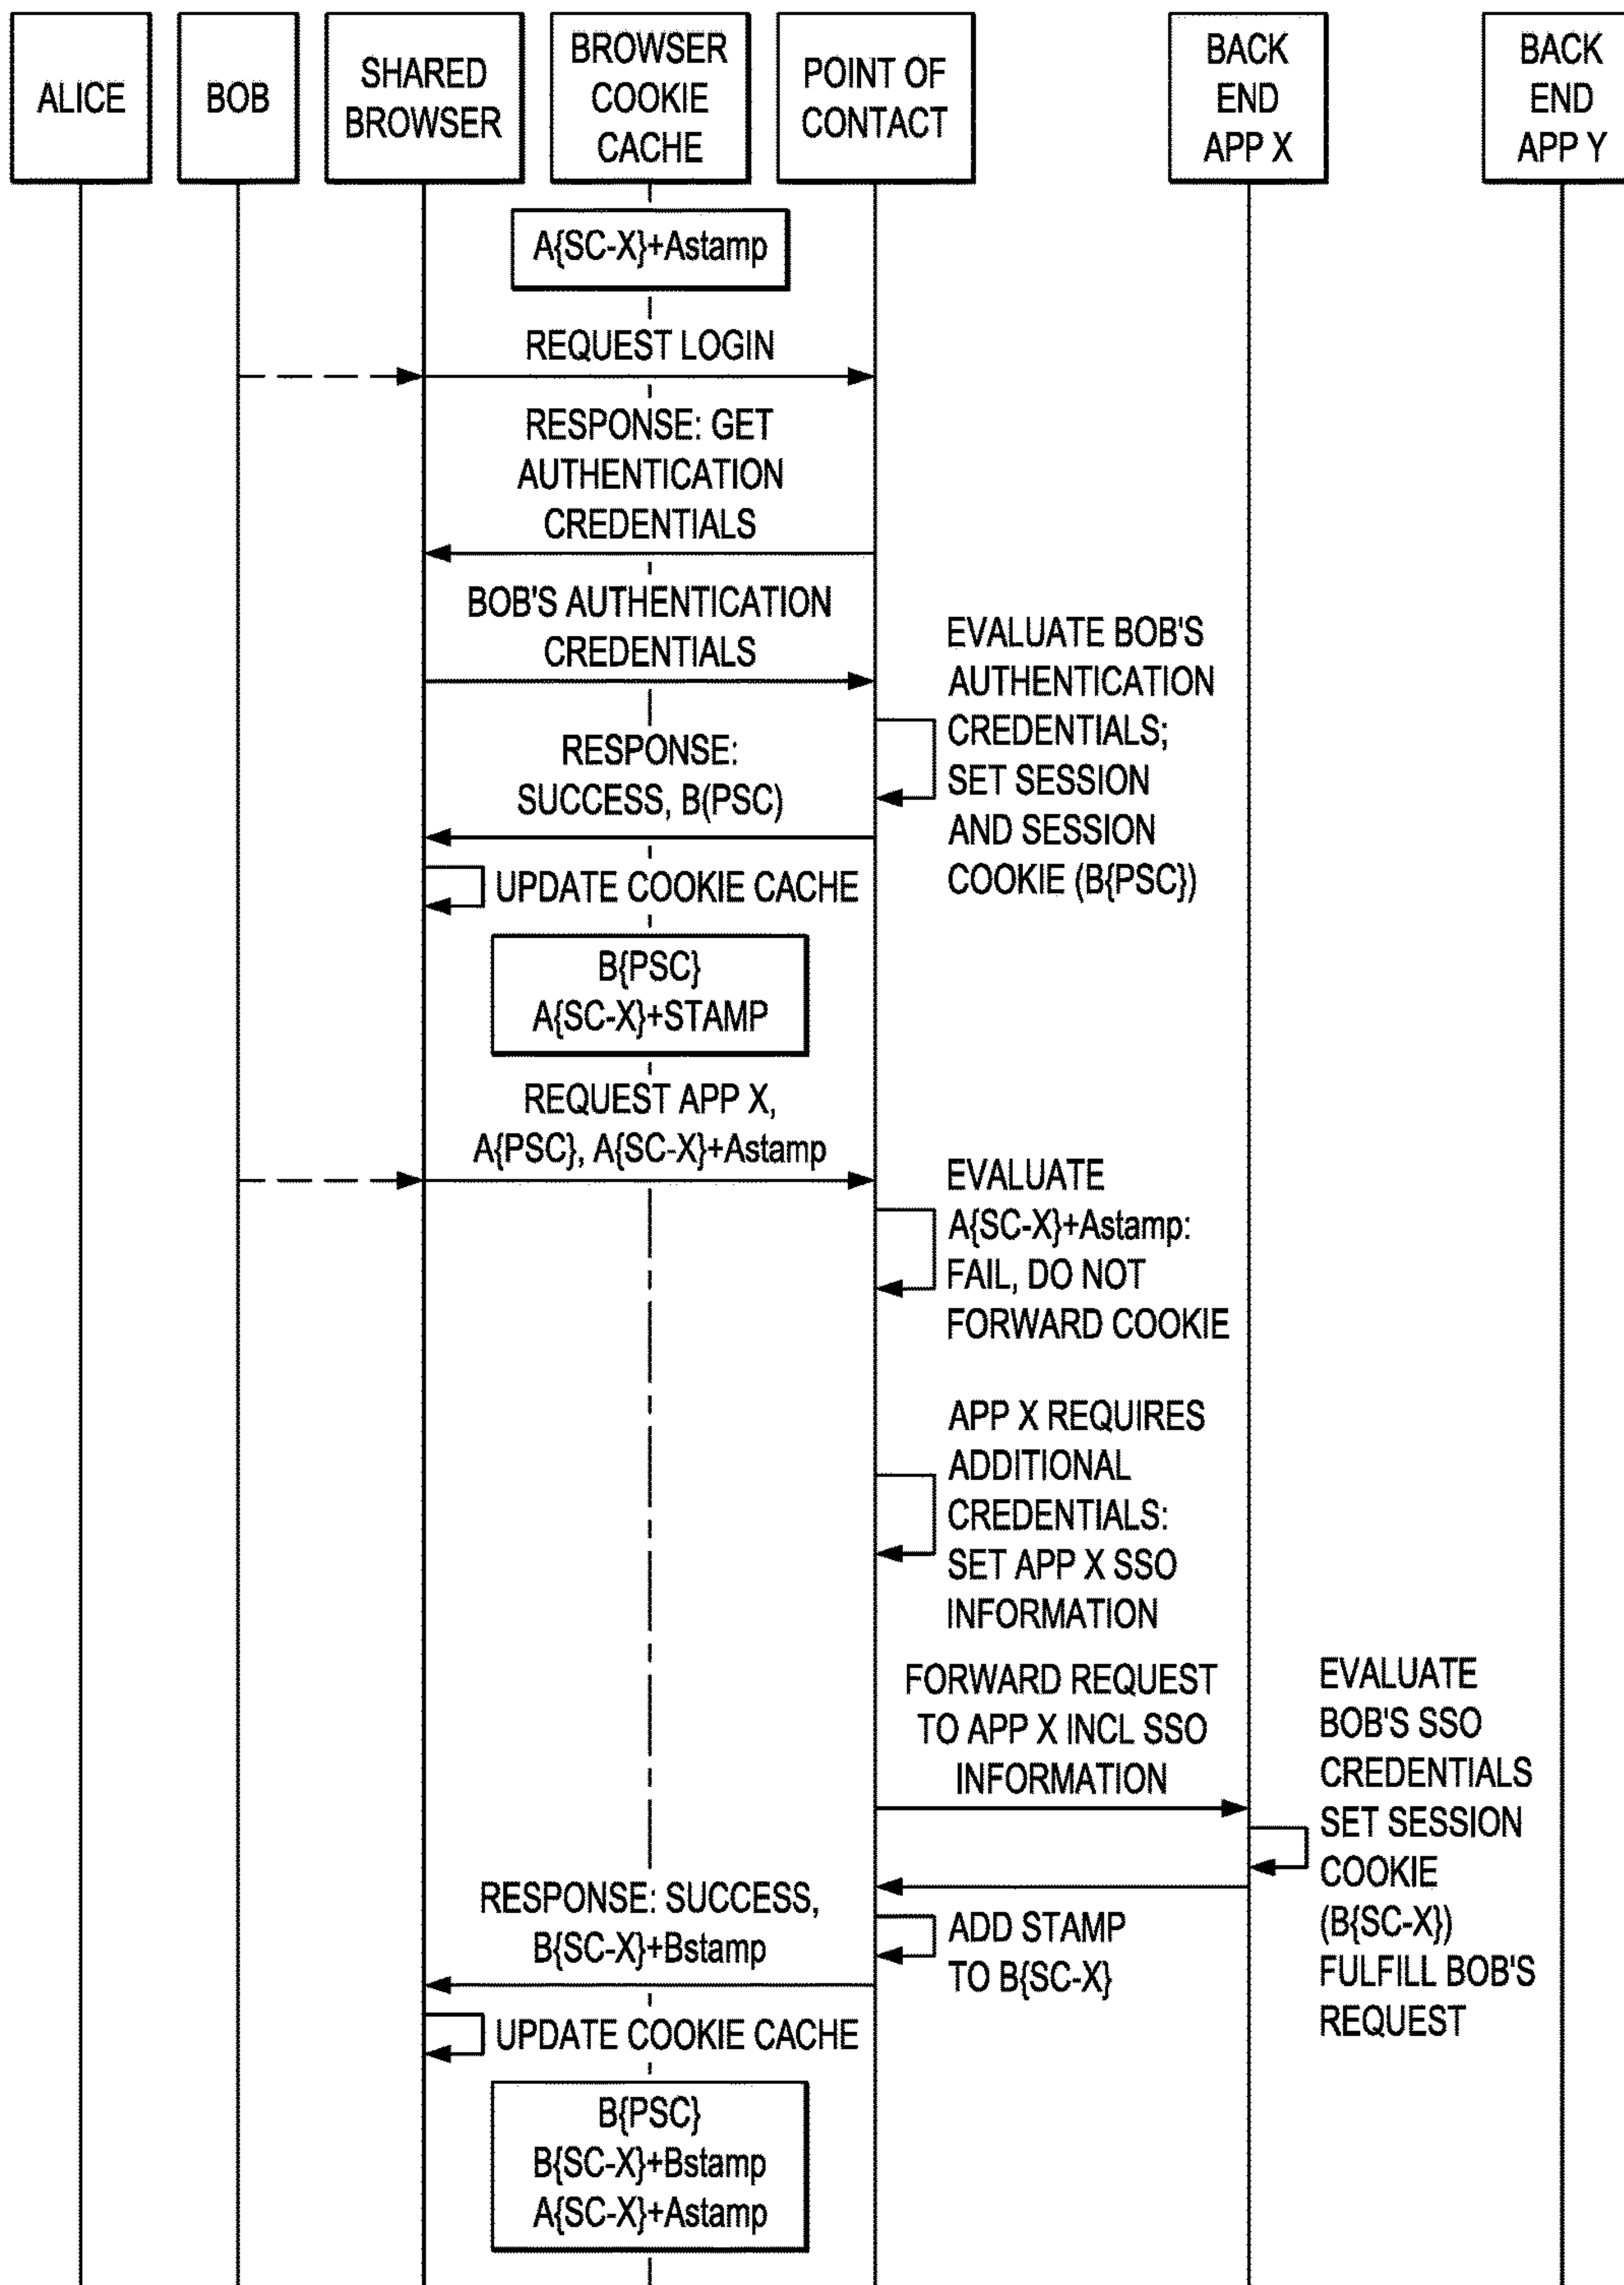 ALICE
BOB
SHARED
BROWSER
BROWSER
COOKIE
CACHE
POINT OF
CONTACT
BACK
END
APP X
BACK
END
APP Y
A{SC-X}+Astamp
REQUEST LOGIN
RESPONSE: GET
AUTHENTICATION
CREDENTIALS
BOB'S AUTHENTICATION
CREDENTIALS
EVALUATE BOB'S
AUTHENTICATION
CREDENTIALS;
SET SESSION
AND SESSION
COOKIE (B{PSC})
RESPONSE:
SUCCESS, B(PSC)
UPDATE COOKIE CACHE
B{PSC}
A{SC-X}+STAMP
REQUEST APP X,
A{PSC}, A{SC-X}+Astamp
EVALUATE
A{SC-X}+Astamp:
FAIL, DO NOT
FORWARD COOKIE
APP X REQUIRES
ADDITIONAL
CREDENTIALS:
SET APP X SSO
INFORMATION
FORWARD REQUEST
TO APP X INCL SSO
INFORMATION
EVALUATE
BOB'S SSO
CREDENTIALS
SET SESSION
COOKIE
(B{SC-X})
FULFILL BOB'S
REQUEST
RESPONSE: SUCCESS,
B{SC-X}+Bstamp
ADD STAMP
TO B{SC-X}
UPDATE COOKIE CACHE
B{PSC}
B{SC-X}+Bstamp
A{SC-X}+Astamp